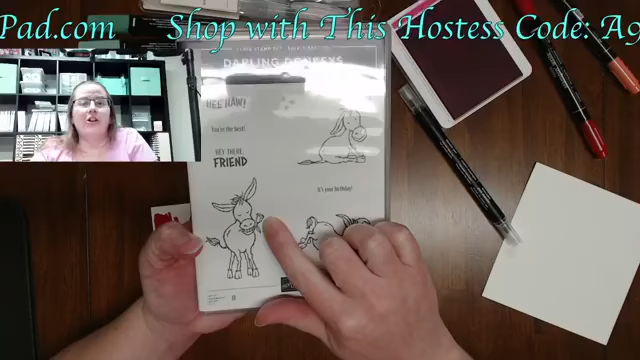 Pad.com Shop with This Hostess Code: A9
DARLING DONKEYS
HEE HAW!
You're the best!
HEY THERE,
FRIEND
It's your birthday!